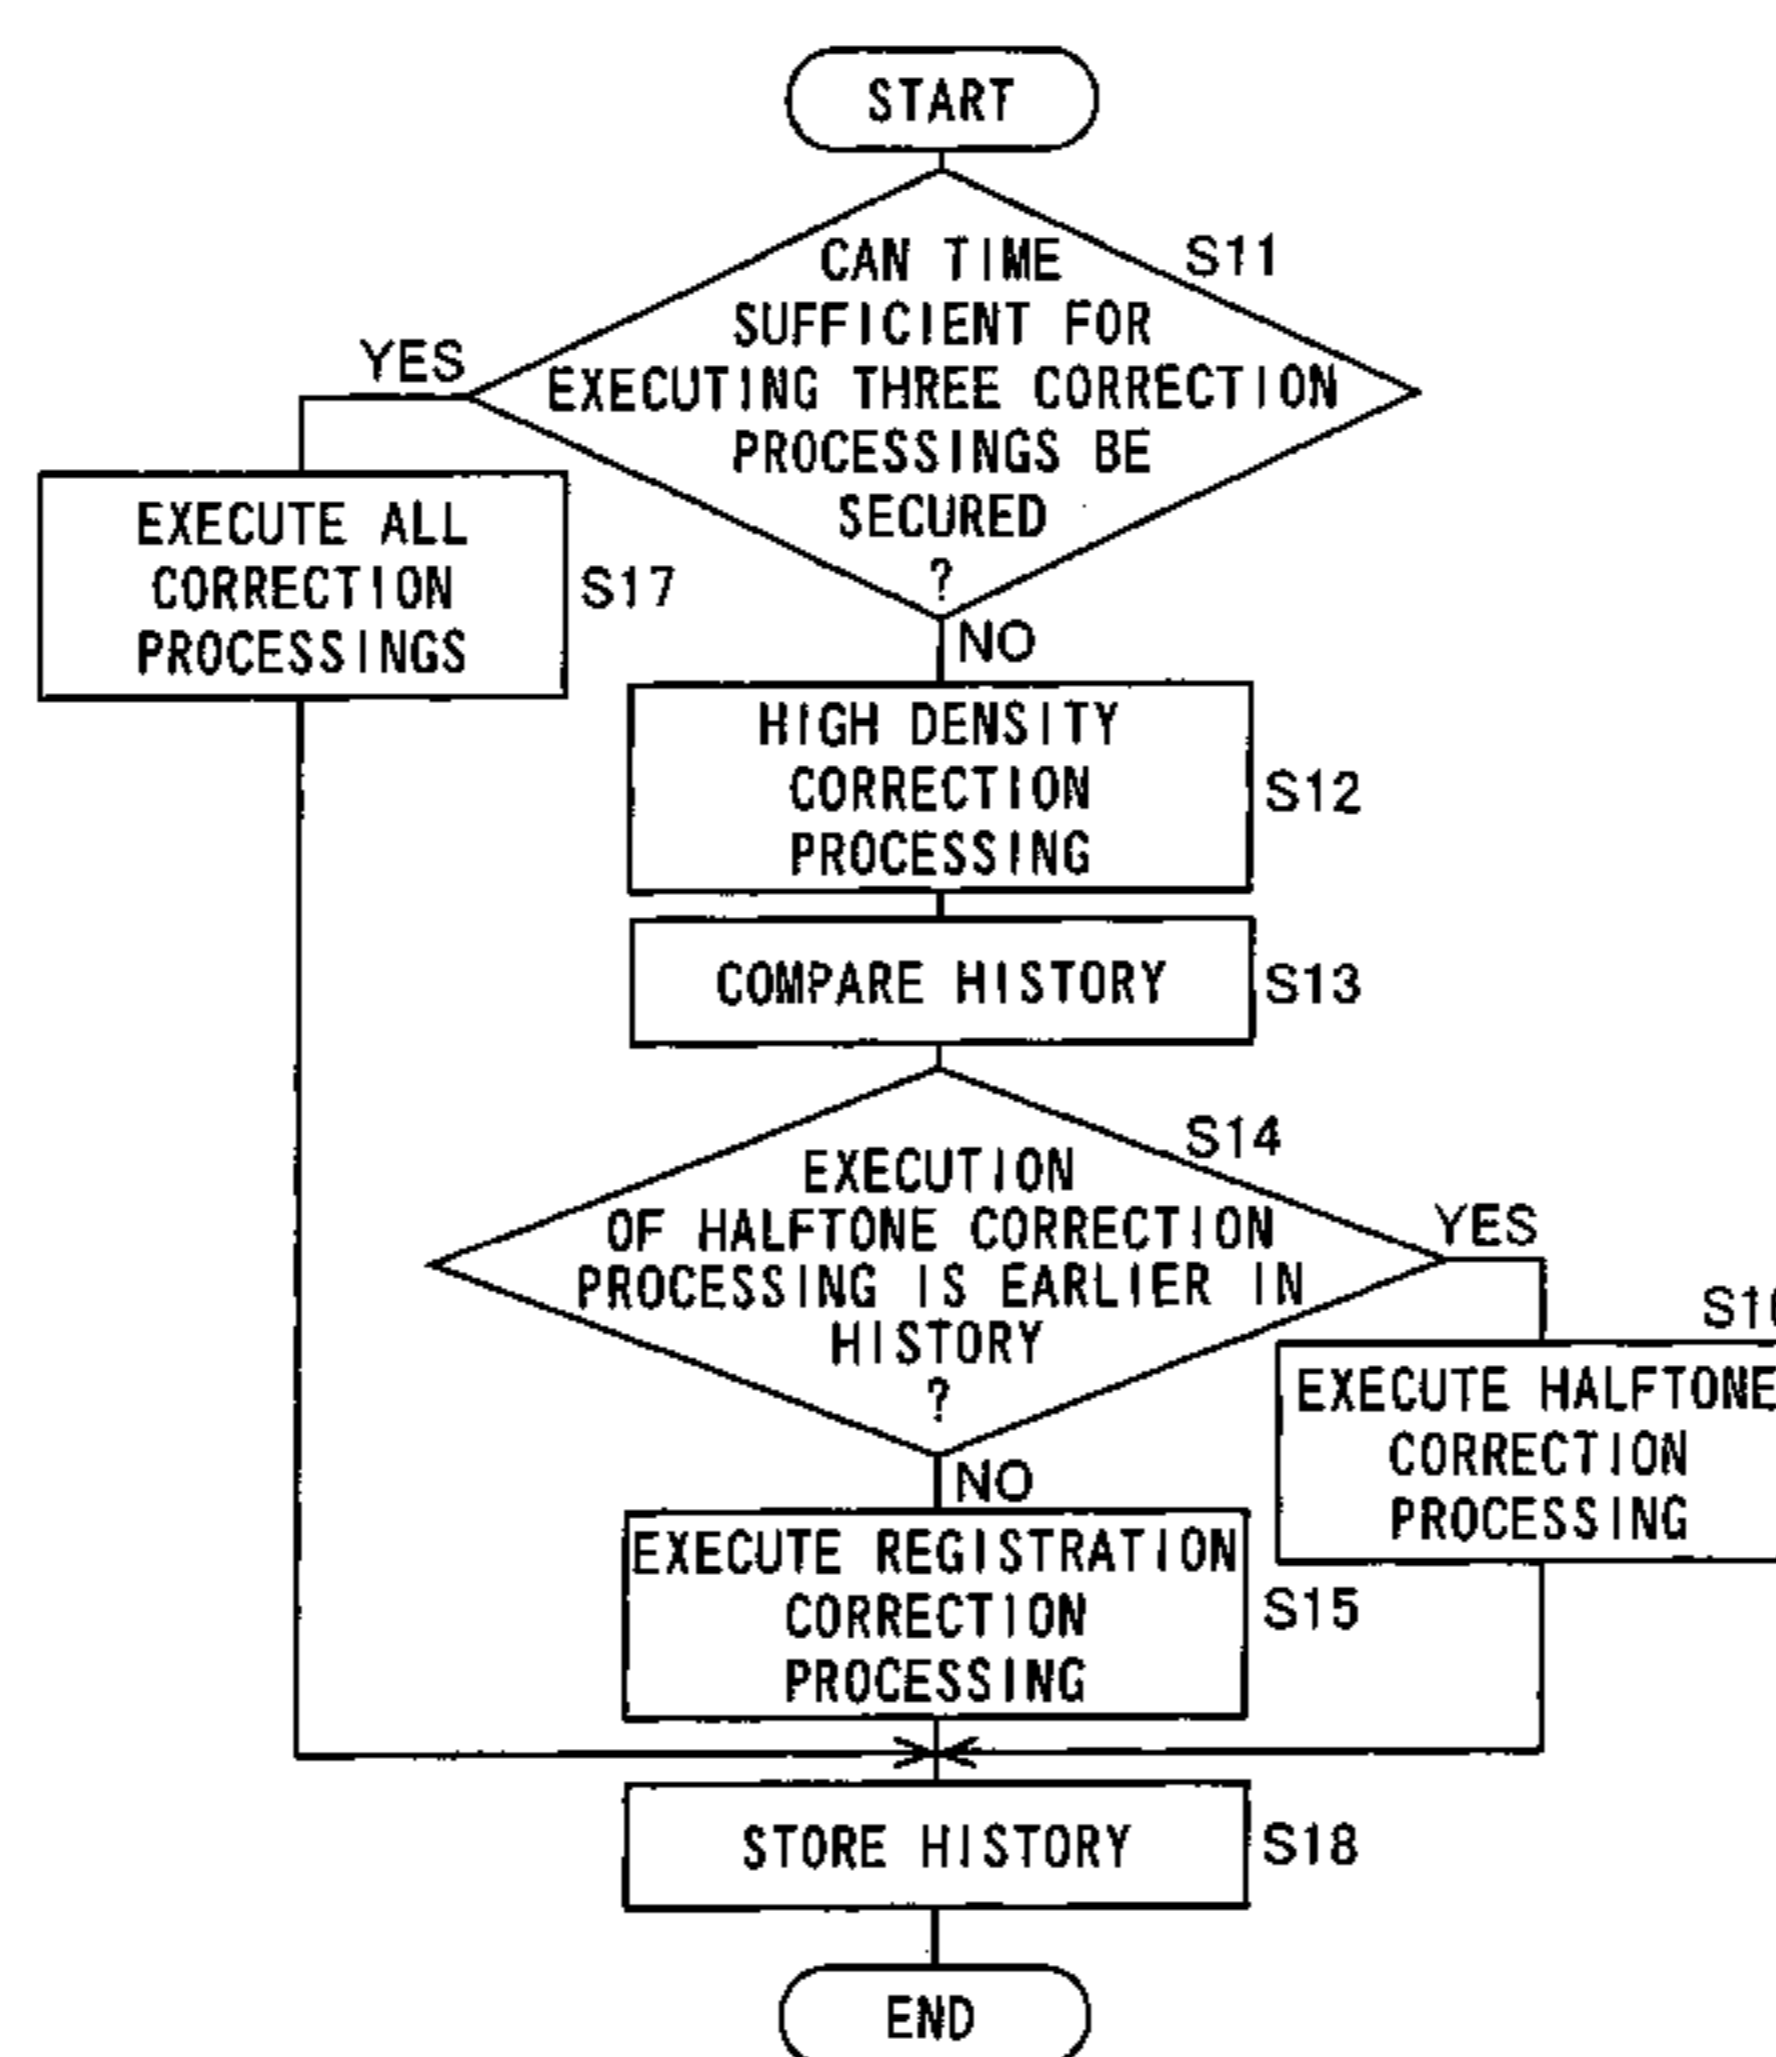 START
CAN TIME
SUFFICIENT FOR
EXECUTING THREE CORRECTION
PROCESSINGS BE
SECURED
?
S11
YES
NO
EXECUTE ALL
CORRECTION
PROCESSINGS
S17
HIGH DENSITY
CORRECTION
PROCESSING
S12
COMPARE HISTORY
S13
EXECUTION
OF HALFTONE CORRECTION
PROCESSING IS EARLIER IN
HISTORY
?
S14
YES
NO
EXECUTE HALFTONE
CORRECTION
PROCESSING
EXECUTE REGISTRATION
CORRECTION
PROCESSING
S15
STORE HISTORY
S18
END